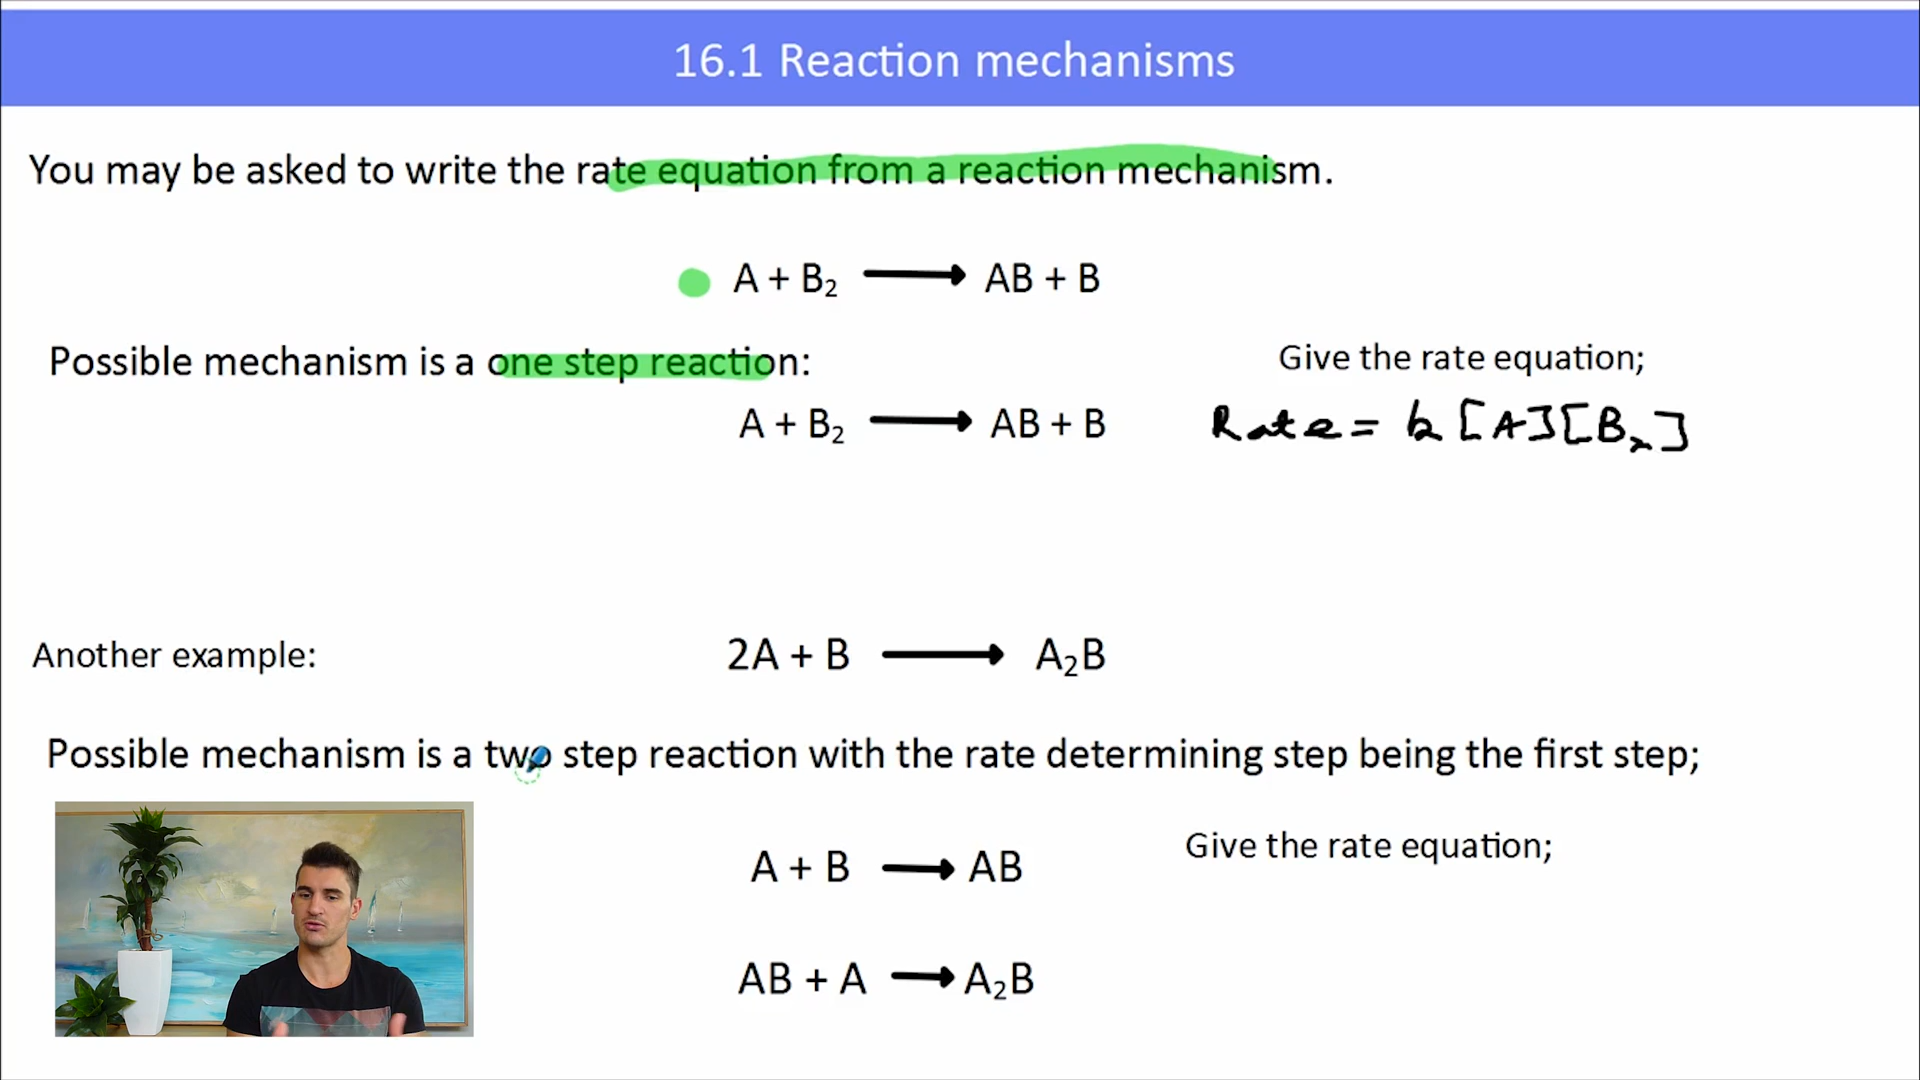 16.1 Reaction mechanisms
You may be asked to write the rate equation from a reaction mechanism.
A + B₂ ⟶ AB + B
Possible mechanism is a one step reaction:
Give the rate equation;
A + B₂ ⟶ AB + B
Rate = k [A][B₂]
Another example:
2A + B ⟶ A₂B
Possible mechanism is a two step reaction with the rate determining step being the first step;
Give the rate equation;
A + B ⟶ AB
AB + A ⟶ A₂B